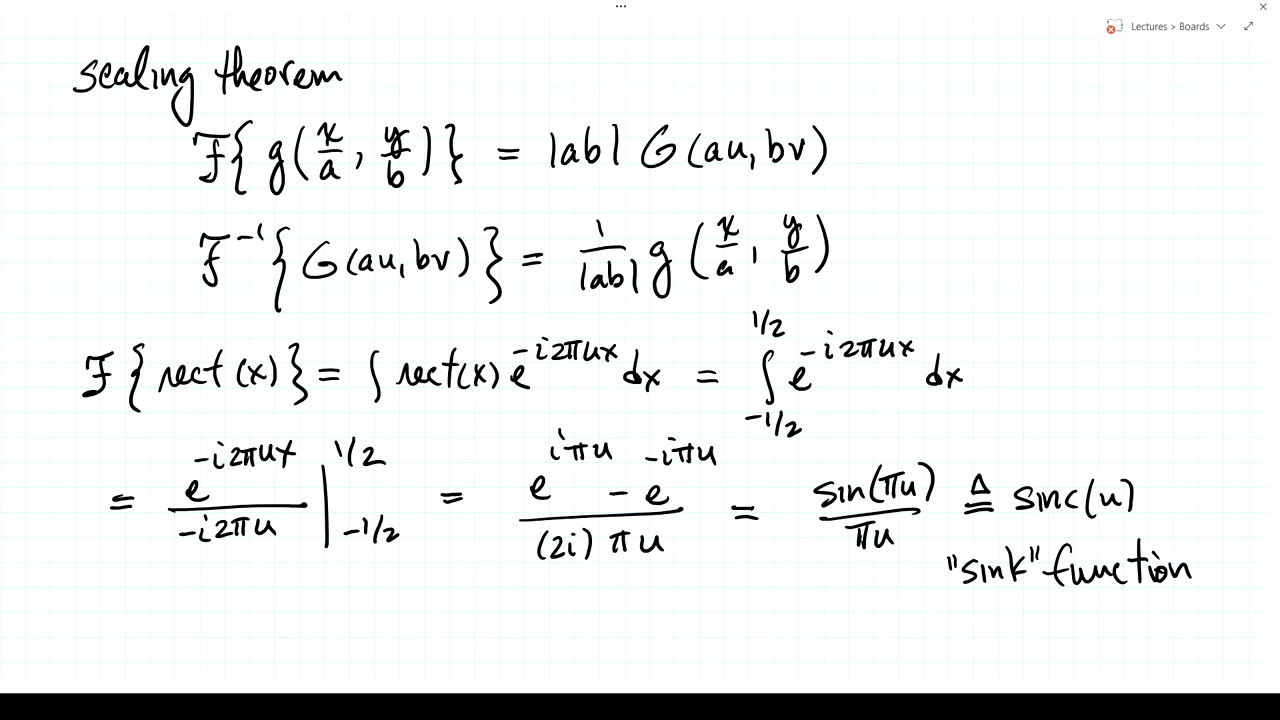 ...
Lectures > Boards
scaling theorem
ℱ{ g(x/a, y/b) } = |ab| G(au, bv)
ℱ⁻¹{ G(au, bv) } = 1/|ab| g(x/a, y/b)
ℱ{ rect(x) } = ∫ rect(x) e^{-i2πux} dx = ∫_{-1/2}^{1/2} e^{-i2πux} dx
= e^{-i2πux}/(-i2πu) |_{-1/2}^{1/2} = (e^{iπu} - e^{-iπu})/((2i)πu) = sin(πu)/(πu) ≜ sinc(u)
"sink" function